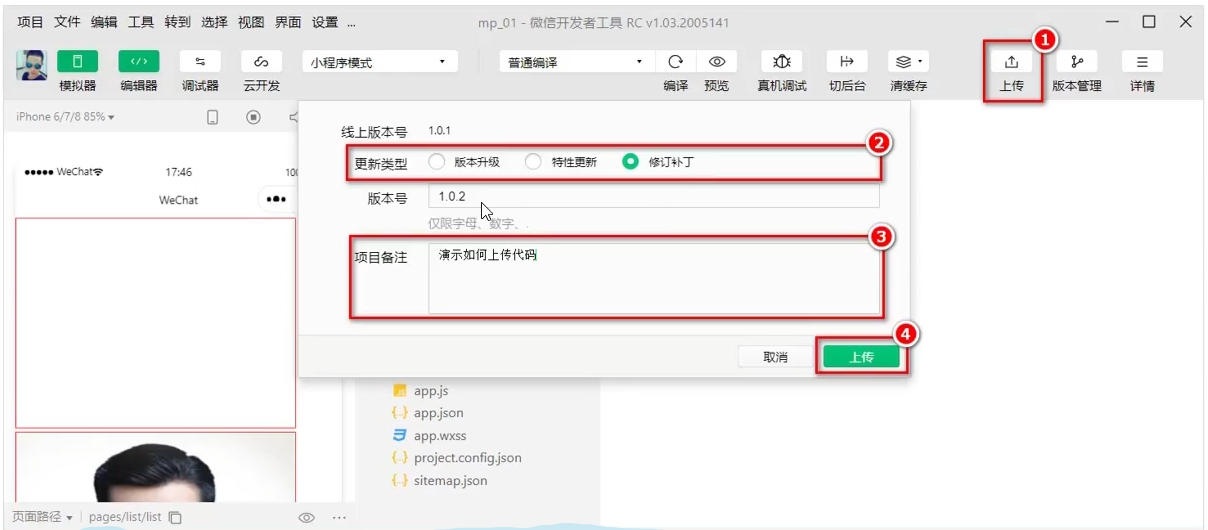 项目 文件 编辑 工具 转到 选择 视图 界面 设置 ... mp_01 - 微信开发者工具 RC v1.03.2005141
小程序模式 普通编译
模拟器 编辑器 调试器 云开发 编译 预览 真机调试 切后台 清缓存 上传 版本管理 详情
1
iPhone 6/7/8 85%
WeChat 17:46 100
WeChat
线上版本号 1.0.1
更新类型 版本升级 特性更新 修订补丁
2
版本号 1.0.2
仅限字母、数字、.
项目备注 演示如何上传代码
3
取消 上传
4
app.js
app.json
app.wxss
project.config.json
sitemap.json
页面路径 pages/list/list